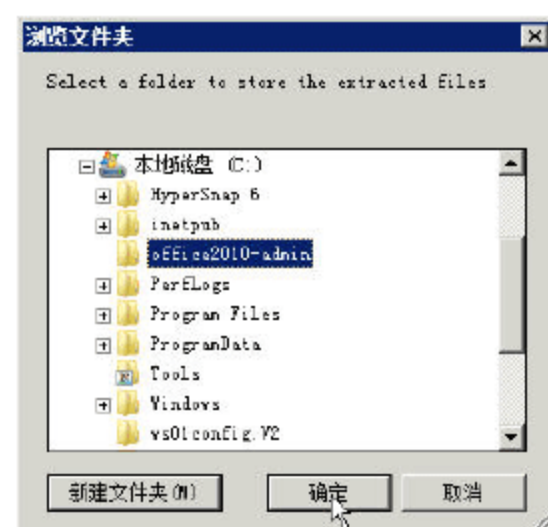 浏览文件夹
Select a folder to store the extracted files
本地磁盘 (C:)
HyperSnap 6
inetpub
office2010-admin
PerfLogs
Program Files
ProgramData
Tools
Windows
vs01config.V2
新建文件夹(N) 确定 取消